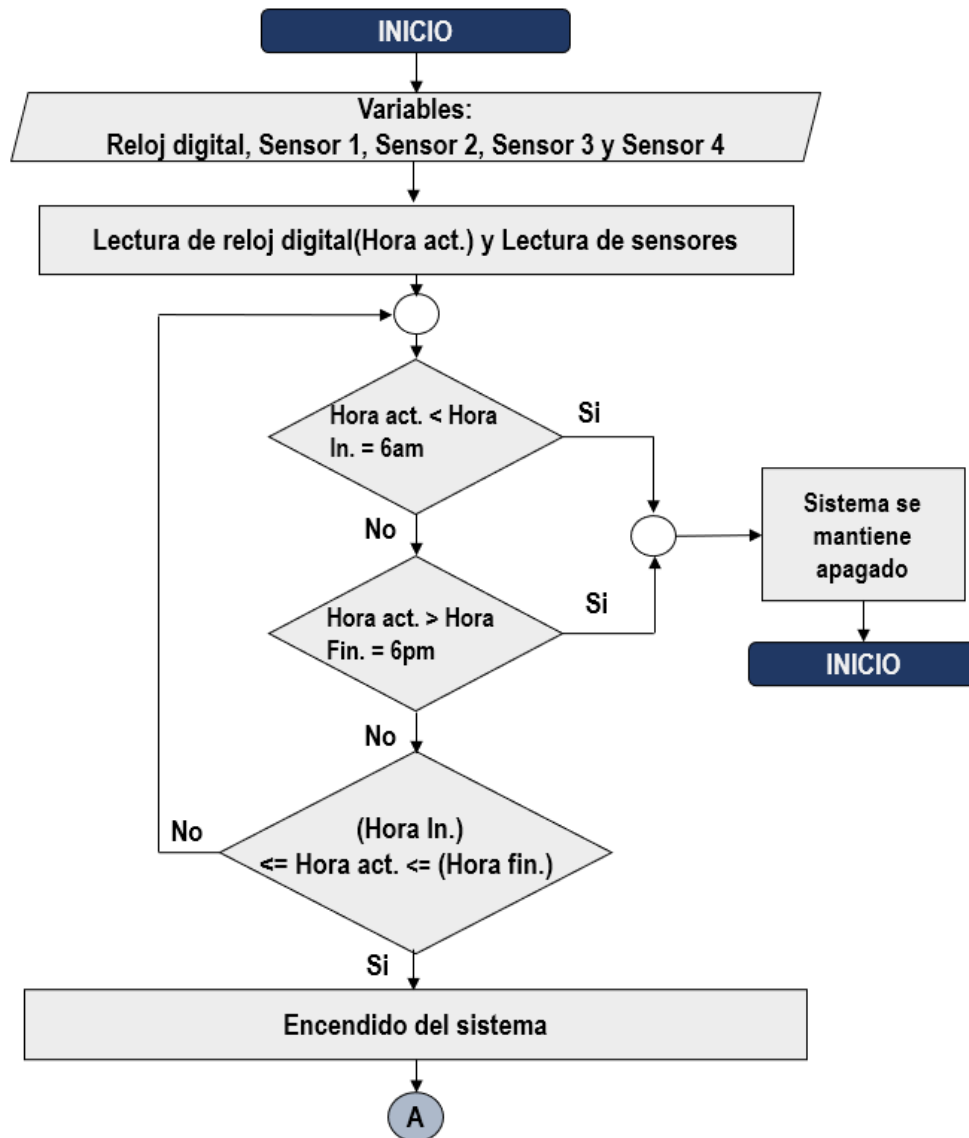 INICIO
Variables:
Reloj digital, Sensor 1, Sensor 2, Sensor 3 y Sensor 4
Lectura de reloj digital(Hora act.) y Lectura de sensores
Hora act. < Hora
In. = 6am
Si
No
Sistema se
mantiene
apagado
Hora act. > Hora
Fin. = 6pm
Si
INICIO
No
(Hora In.)
<= Hora act. <= (Hora fin.)
No
Si
Encendido del sistema
A